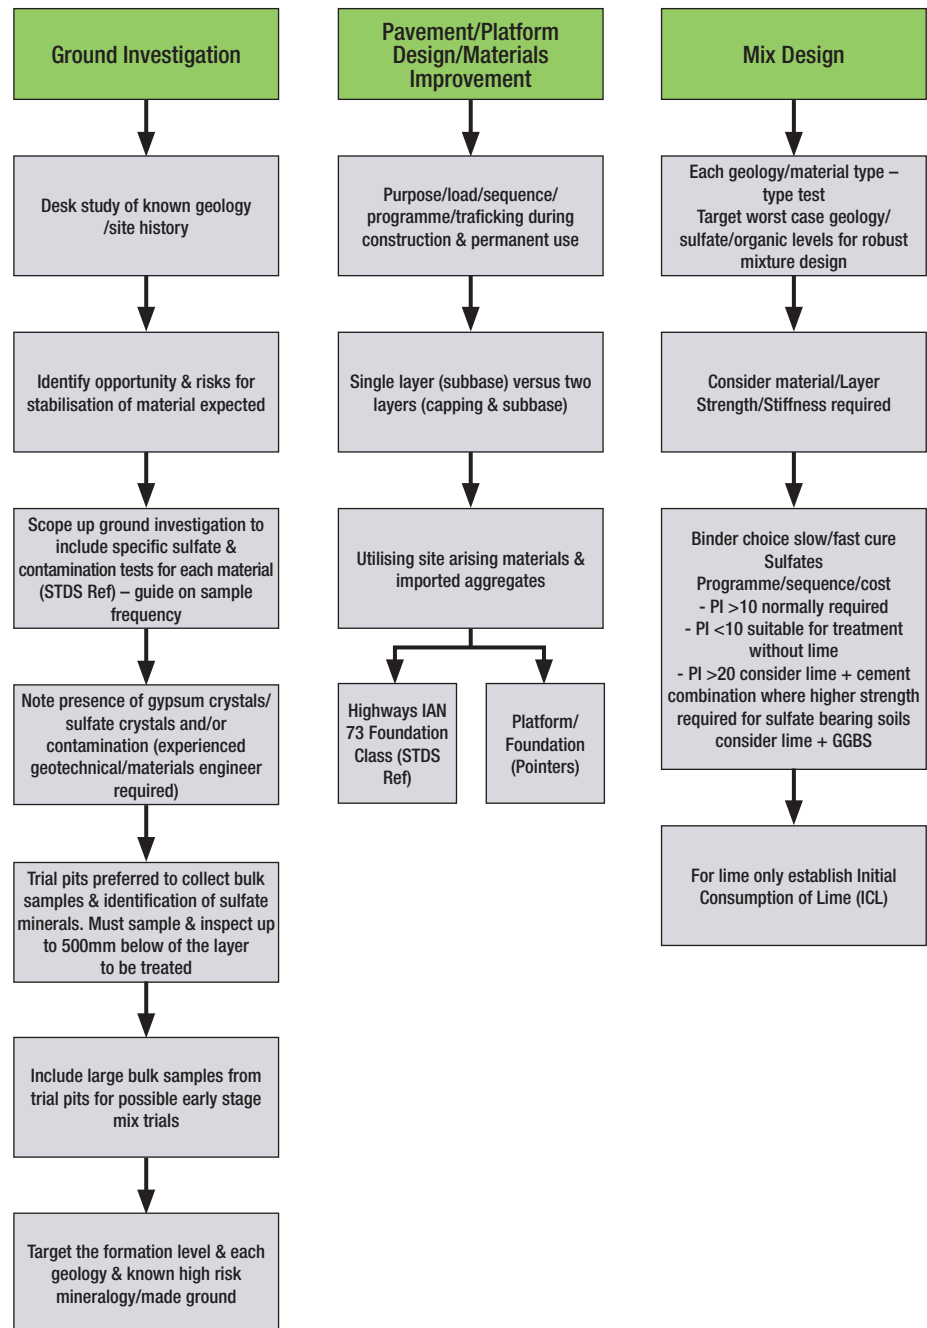 Ground Investigation
Desk study of known geology
/site history
Identify opportunity & risks for
stabilisation of material expected
Scope up ground investigation to
include specific sulfate &
contamination tests for each material
(STDS Ref) – guide on sample
frequency
Note presence of gypsum crystals/
sulfate crystals and/or
contamination (experienced
geotechnical/materials engineer
required)
Trial pits preferred to collect bulk
samples & identification of sulfate
minerals. Must sample & inspect up
to 500mm below of the layer
to be treated
Include large bulk samples from
trial pits for possible early stage
mix trials
Target the formation level & each
geology & known high risk
mineralogy/made ground
Pavement/Platform
Design/Materials
Improvement
Purpose/load/sequence/
programme/traficking during
construction & permanent use
Single layer (subbase) versus two
layers (capping & subbase)
Utilising site arising materials &
imported aggregates
Highways IAN
73 Foundation
Class (STDS
Ref)
Platform/
Foundation
(Pointers)
Mix Design
Each geology/material type –
type test
Target worst case geology/
sulfate/organic levels for robust
mixture design
Consider material/Layer
Strength/Stiffness required
Binder choice slow/fast cure
Sulfates
Programme/sequence/cost
- PI >10 normally required
- PI <10 suitable for treatment
without lime
- PI >20 consider lime + cement
combination where higher strength
required for sulfate bearing soils
consider lime + GGBS
For lime only establish Initial
Consumption of Lime (ICL)